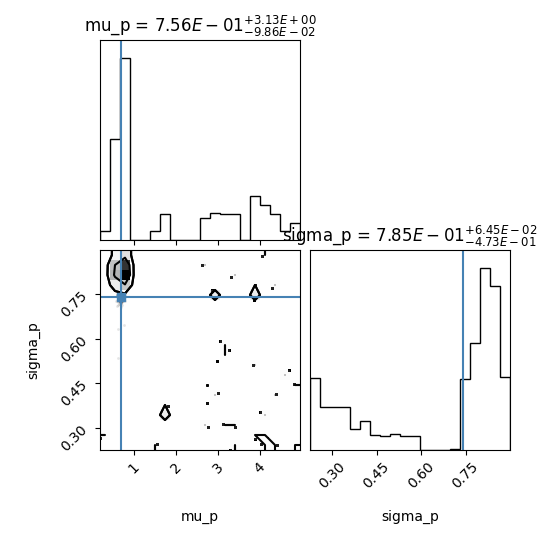 mu_p = 7.56E − 01+3.13E+00−9.86E−02
sigma_p = 7.85E − 01+6.45E−02−4.73E−01
0.75
0.60
0.45
0.30
sigma_p
1 2 3 4
0.30 0.45 0.60 0.75
mu_p
sigma_p